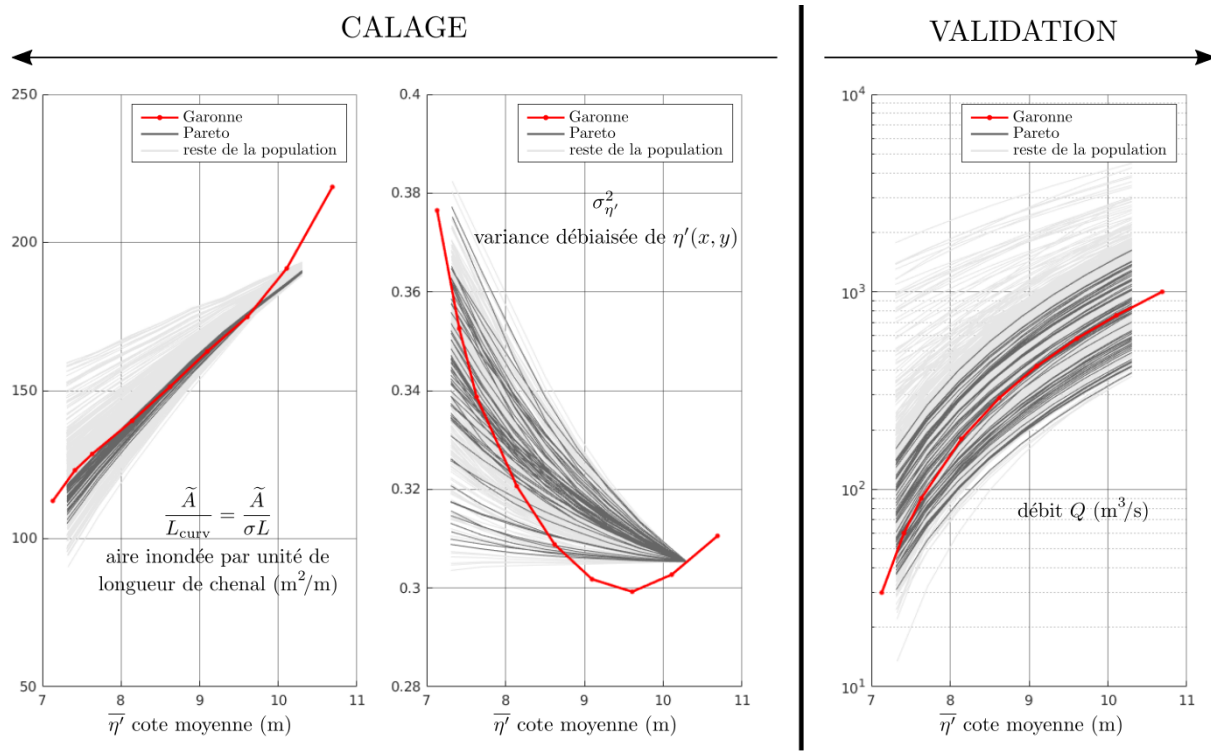 CALAGE
VALIDATION
250
200
150
100
50
7 8 9 10 11
Garonne
Pareto
reste de la population
Ã/L_curv = Ã/σL
aire inondée par unité de
longueur de chenal (m²/m)
η′ cote moyenne (m)
0.4
0.38
0.36
0.34
0.32
0.3
0.28
7 8 9 10 11
Garonne
Pareto
reste de la population
σ²_η′
variance débiaisée de η′(x, y)
η′ cote moyenne (m)
10⁴
10³
10²
10¹
7 8 9 10 11
Garonne
Pareto
reste de la population
débit Q (m³/s)
η′ cote moyenne (m)